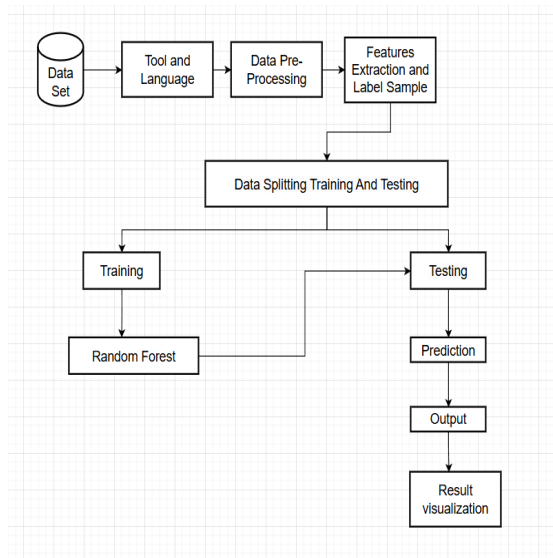 Data
Set
Tool and
Language
Data Pre-
Processing
Features
Extraction and
Label Sample
Data Splitting Training And Testing
Training
Testing
Random Forest
Prediction
Output
Result
visualization